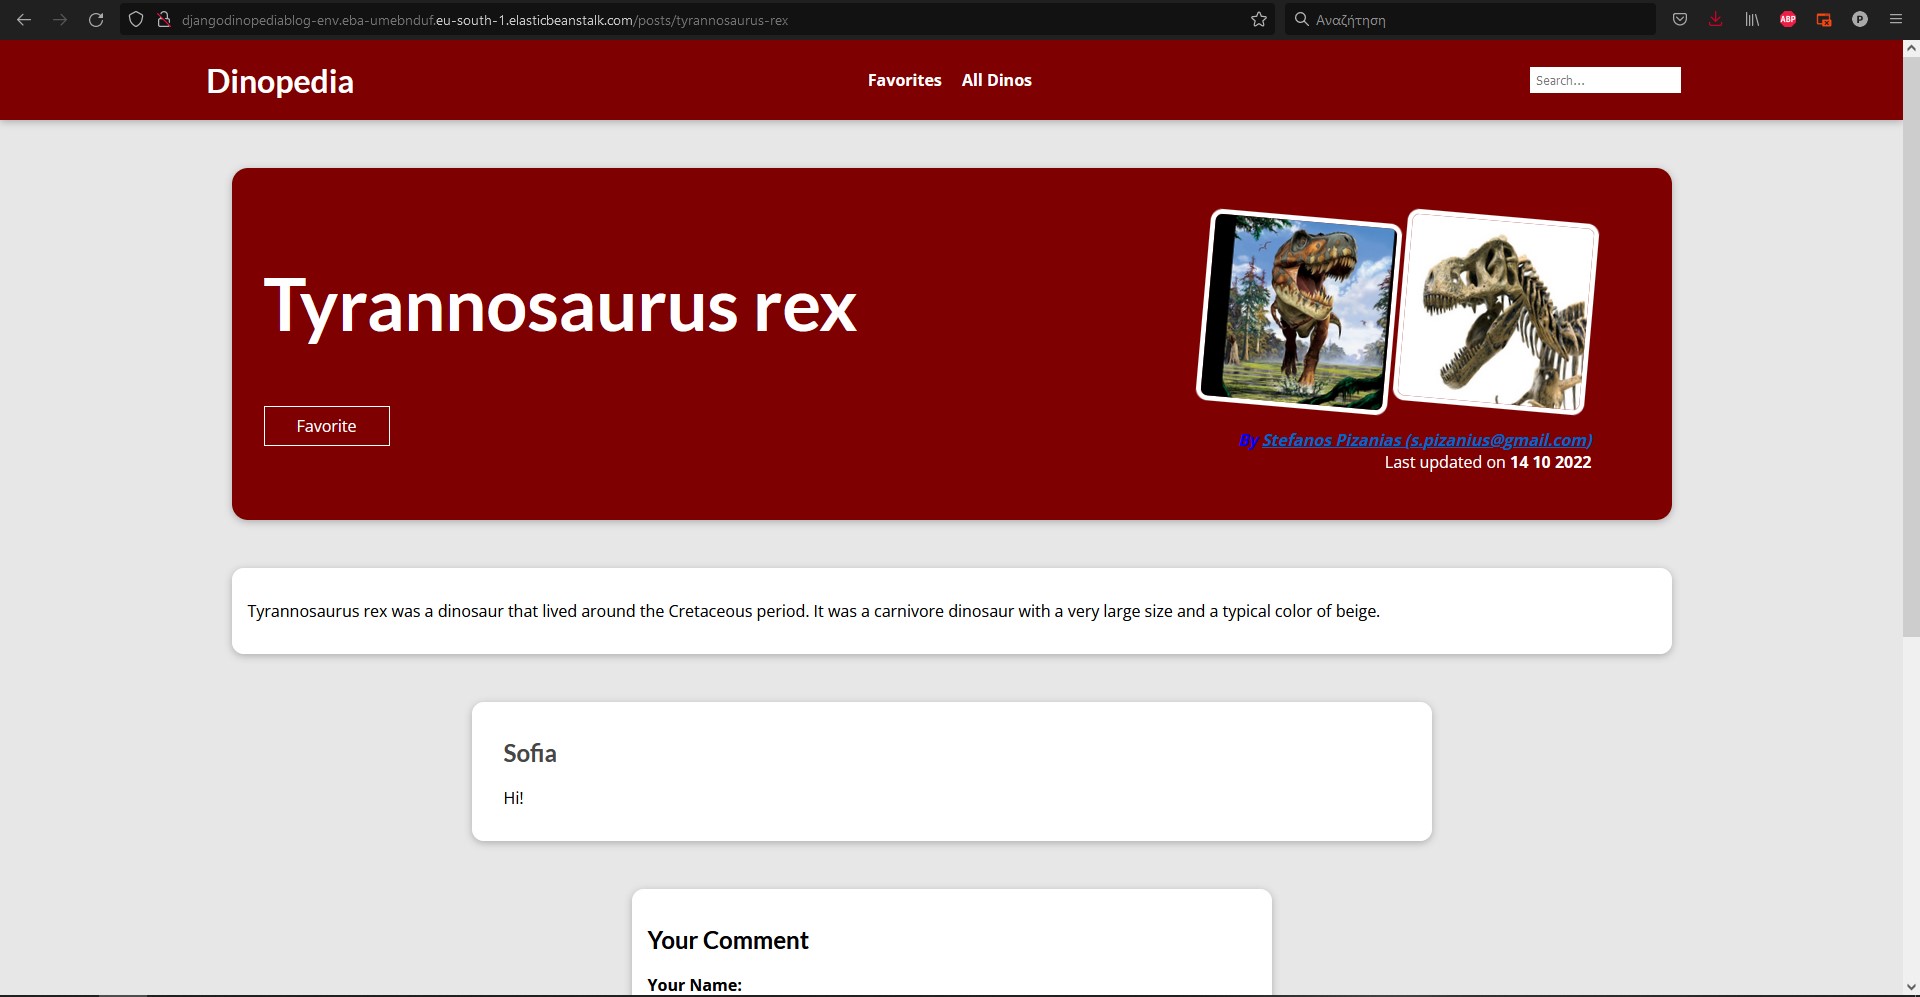 djangodinopediablog-env.eba-umebnduf.eu-south-1.elasticbeanstalk.com/posts/tyrannosaurus-rex
Αναζήτηση
ABP
P
Dinopedia
Favorites
All Dinos
Search...
Tyrannosaurus rex
Favorite
By Stefanos Pizanias (s.pizanius@gmail.com)
Last updated on 14 10 2022
Tyrannosaurus rex was a dinosaur that lived around the Cretaceous period. It was a carnivore dinosaur with a very large size and a typical color of beige.
Sofia
Hi!
Your Comment
Your Name: